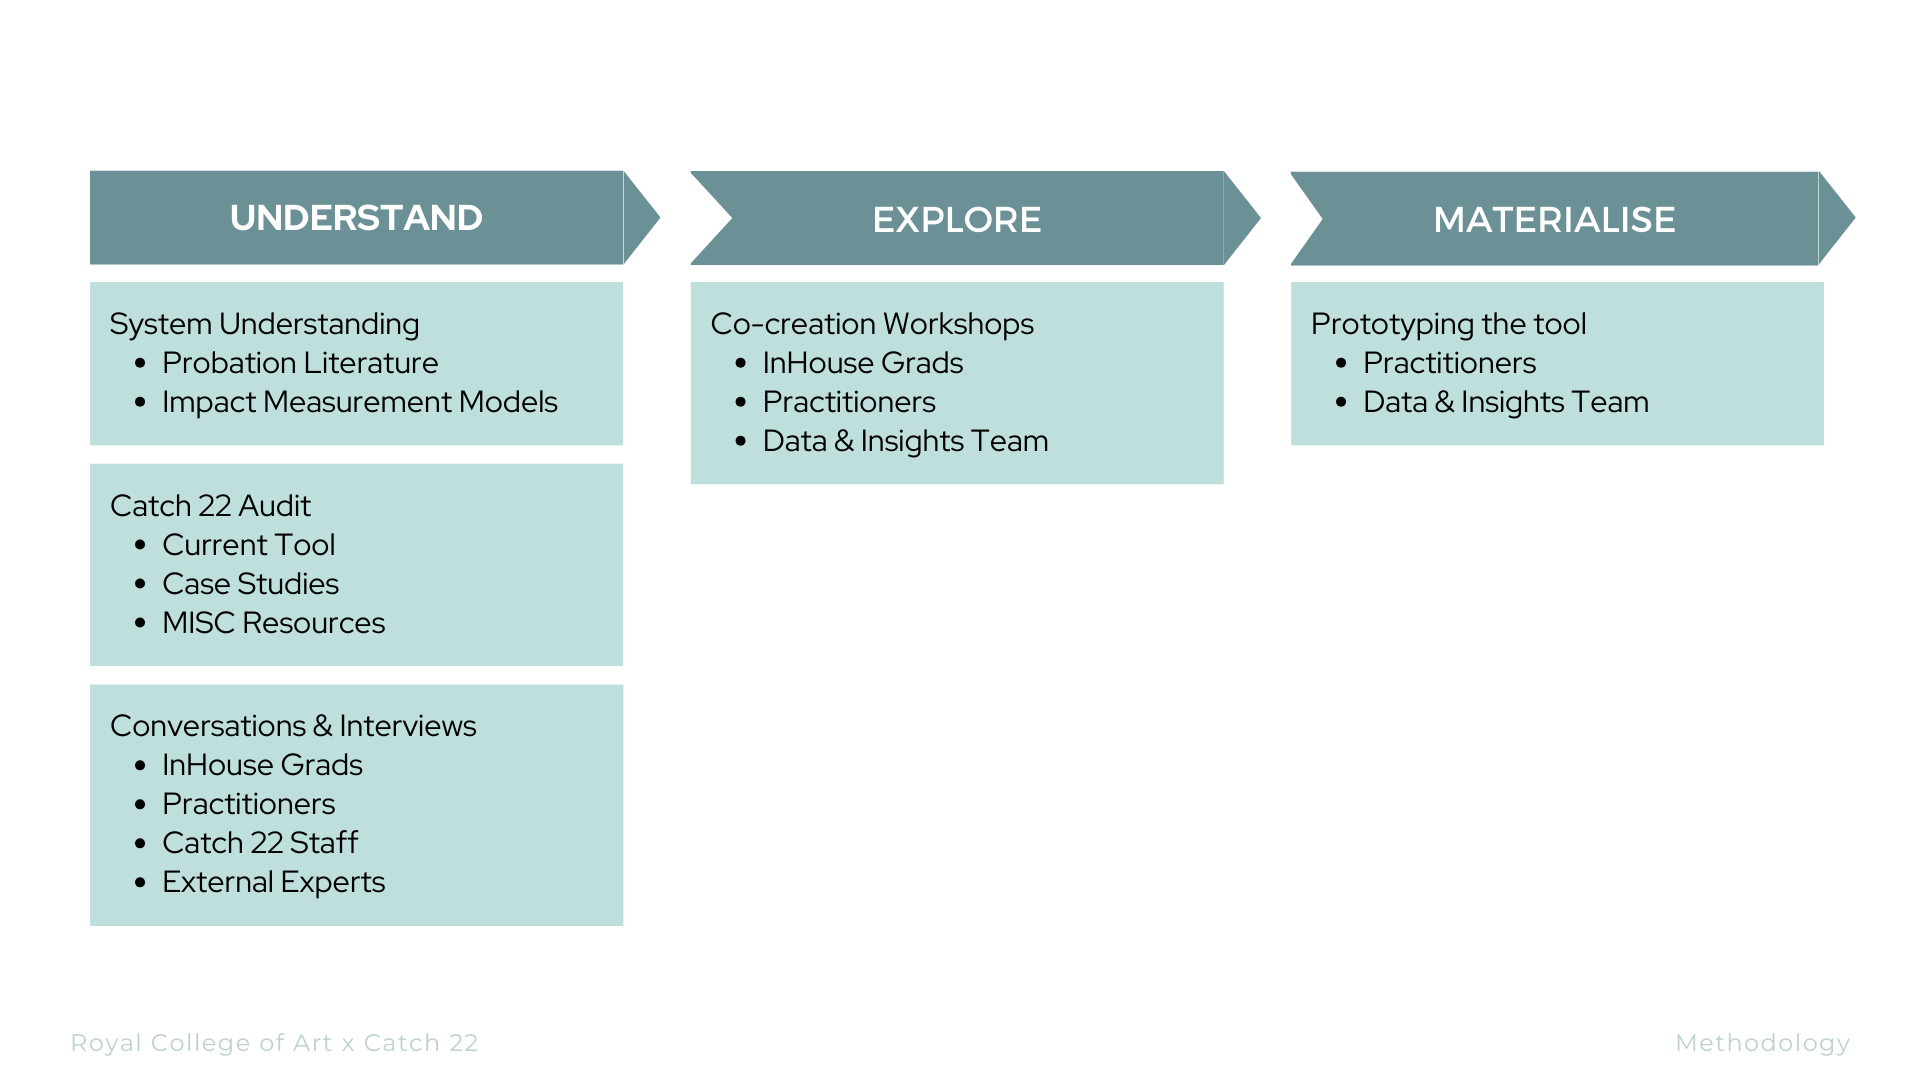 UNDERSTAND
System Understanding
• Probation Literature
• Impact Measurement Models
Catch 22 Audit
• Current Tool
• Case Studies
• MISC Resources
Conversations & Interviews
• InHouse Grads
• Practitioners
• Catch 22 Staff
• External Experts
EXPLORE
Co-creation Workshops
• InHouse Grads
• Practitioners
• Data & Insights Team
MATERIALISE
Prototyping the tool
• Practitioners
• Data & Insights Team
Royal College of Art x Catch 22
Methodology